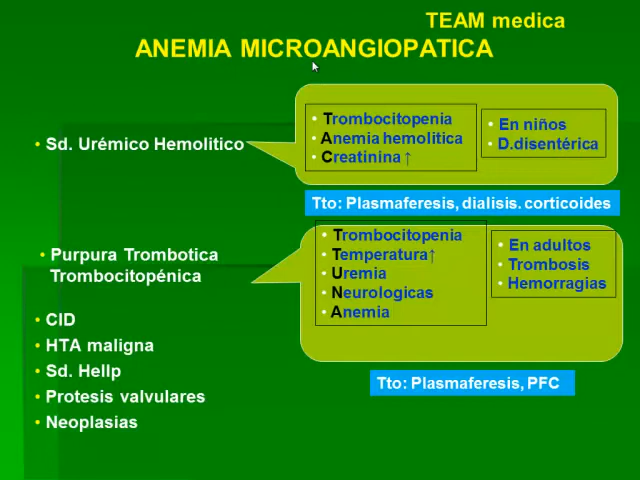 TEAM medica
ANEMIA MICROANGIOPATICA
• Sd. Urémico Hemolitico
• Trombocitopenia
• Anemia hemolitica
• Creatinina ↑
• En niños
• D.disentérica
Tto: Plasmaferesis, dialisis. corticoides
• Purpura Trombotica
Trombocitopénica
• Trombocitopenia
• Temperatura↑
• Uremia
• Neurologicas
• Anemia
• En adultos
• Trombosis
• Hemorragias
Tto: Plasmaferesis, PFC
• CID
• HTA maligna
• Sd. Hellp
• Protesis valvulares
• Neoplasias